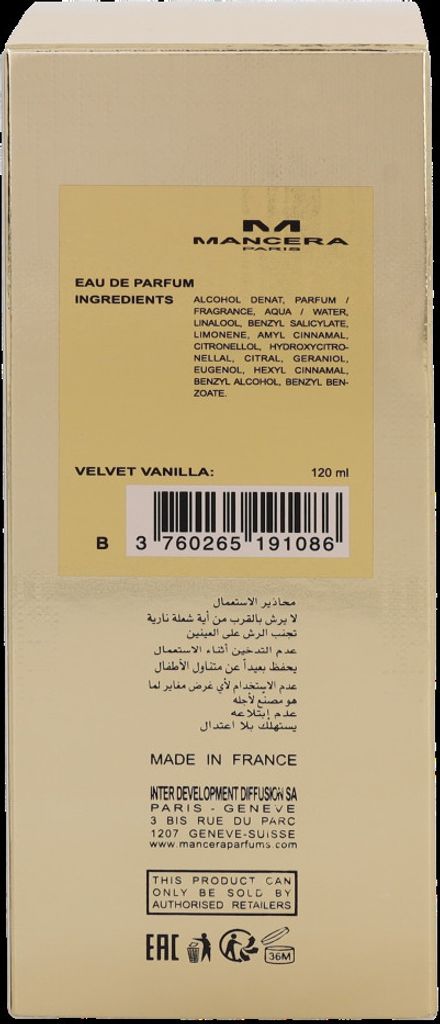 MANCERA
PARIS
EAU DE PARFUM
INGREDIENTS
ALCOHOL DENAT, PARFUM /
FRAGRANCE, AQUA / WATER,
LINALOOL, BENZYL SALICYLATE,
LIMONENE, AMYL CINNAMAL,
CITRONELLOL, HYDROXYCITRO-
NELLAL, CITRAL, GERANIOL,
EUGENOL, HEXYL CINNAMAL,
BENZYL ALCOHOL, BENZYL BEN-
ZOATE.
VELVET VANILLA: 120 ml
B 3 760265 191086
محاذير الاستعمال
لا يرش بالقرب من أية شعلة نارية
تجنب الرش على العينين
عدم التدخين أثناء الاستعمال
يحفظ بعيداً عن متناول الأطفال
عدم الاستخدام لأي غرض مغاير لما
هو مصنع لأجله
عدم إبتلاعه
يستهلك بلا اعتدال
MADE IN FRANCE
INTER DEVELOPMENT DIFFUSION SA
PARIS - GENEVE
3 BIS RUE DU PARC
1207 GENEVE-SUISSE
www.manceraparfums.com
THIS PRODUCT CAN
ONLY BE SOLD BY
AUTHORISED RETAILERS
EAC 36M